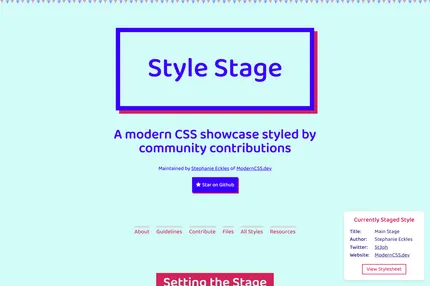 Style Stage
A modern CSS showcase styled by
community contributions
Maintained by Stephanie Eckles of ModernCSS.dev
Star on Github
About Guidelines Contribute Files All Styles Resources
Currently Staged Style
Title: Main Stage
Author: Stephanie Eckles
Twitter: 5t3ph
Website: ModernCSS.dev
View Stylesheet
Setting the Stage